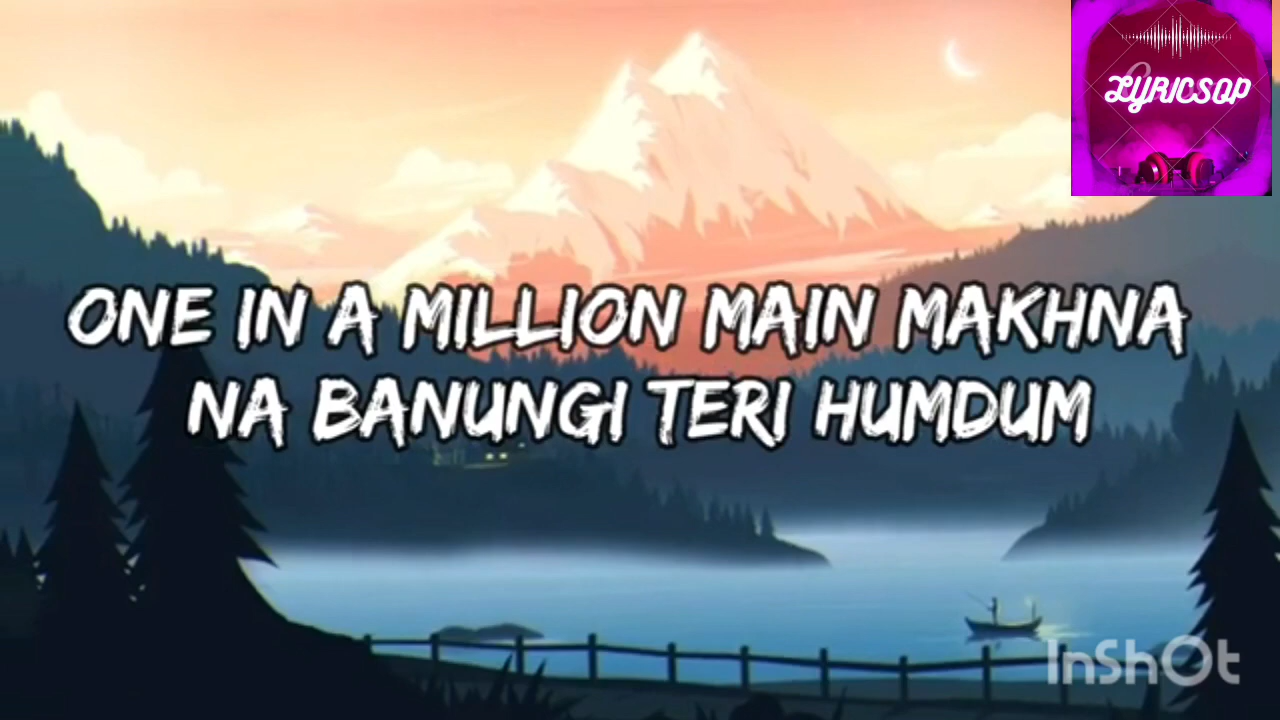 LYRICSOP
ONE IN A MILLION MAIN MAKHNA
NA BANUNGI TERI HUMDUM
InShOt